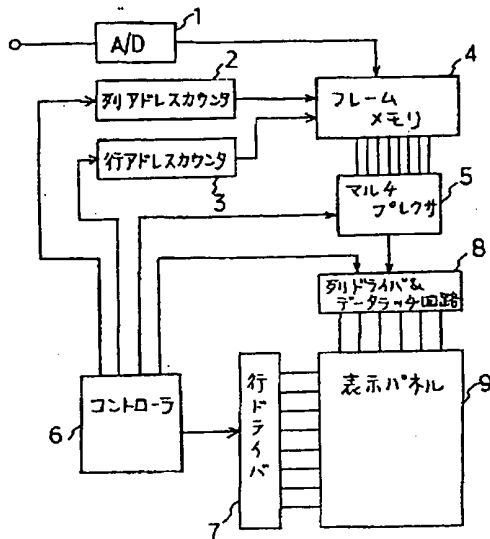 1
A/D
2
列アドレスカウンタ
4
フレーム
メモリ
行アドレスカウンタ
3
マルチ
プレクサ
5
8
列ドライバ&
データラッチ回路
コントローラ
6
行ドライバ
7
表示パネル
9